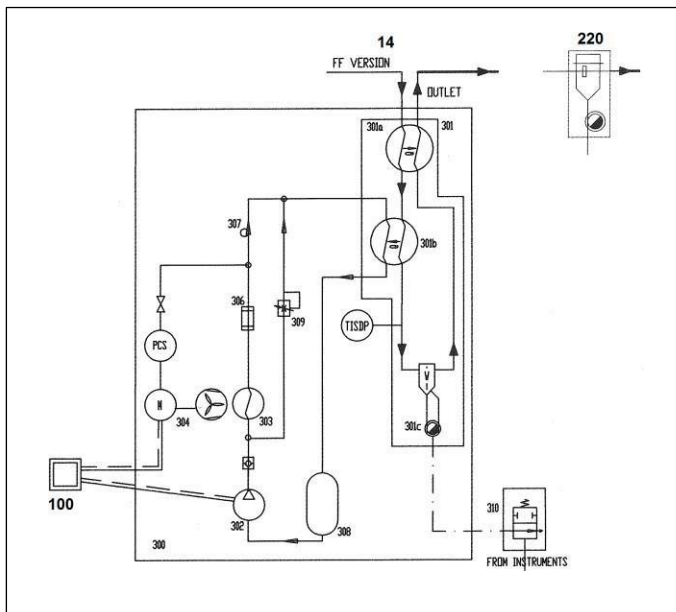 14
220
FF VERSION
OUTLET
301a
301
307
301b
306
309
TISDP
PCS
W
M
303
304
301c
100
302
308
310
300
FROM INSTRUMENTS